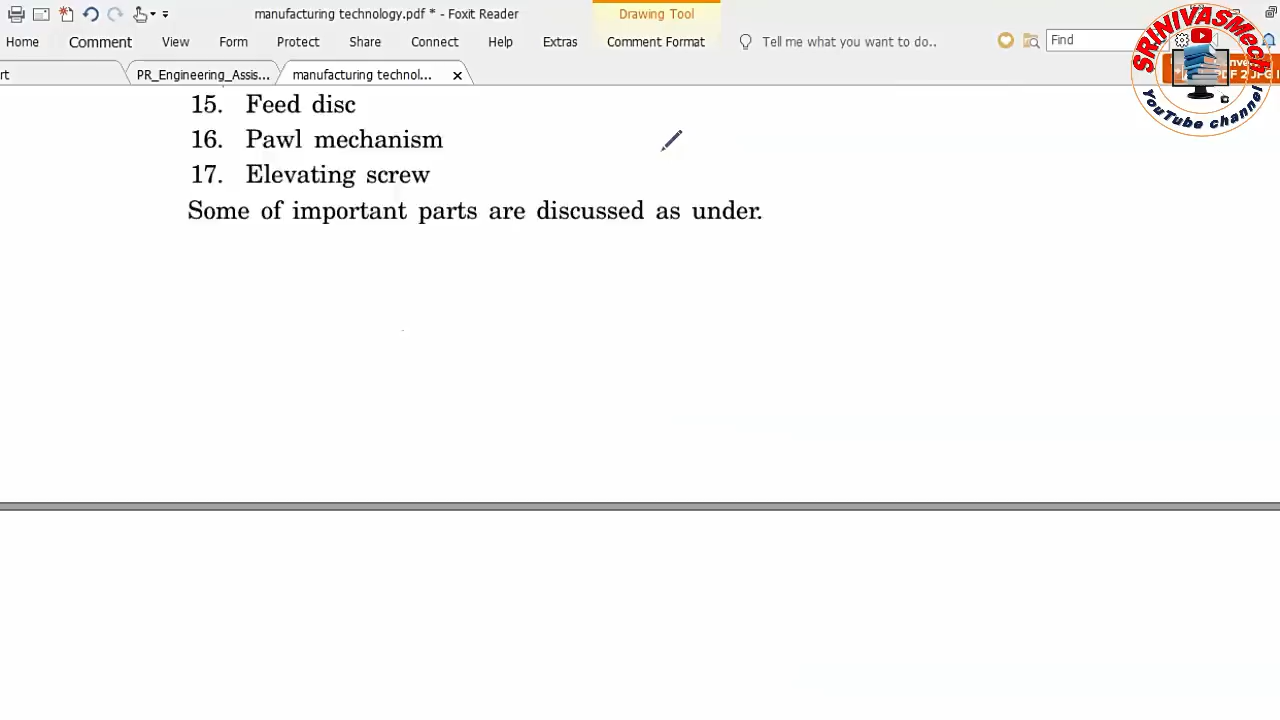 manufacturing technology.pdf * - Foxit Reader
Drawing Tool
Home Comment View Form Protect Share Connect Help Extras Comment Format Tell me what you want to do.. Find
rt PR_Engineering_Assis... manufacturing technol...
SRINIVASMech
YouTube channel
15. Feed disc
16. Pawl mechanism
17. Elevating screw
Some of important parts are discussed as under.